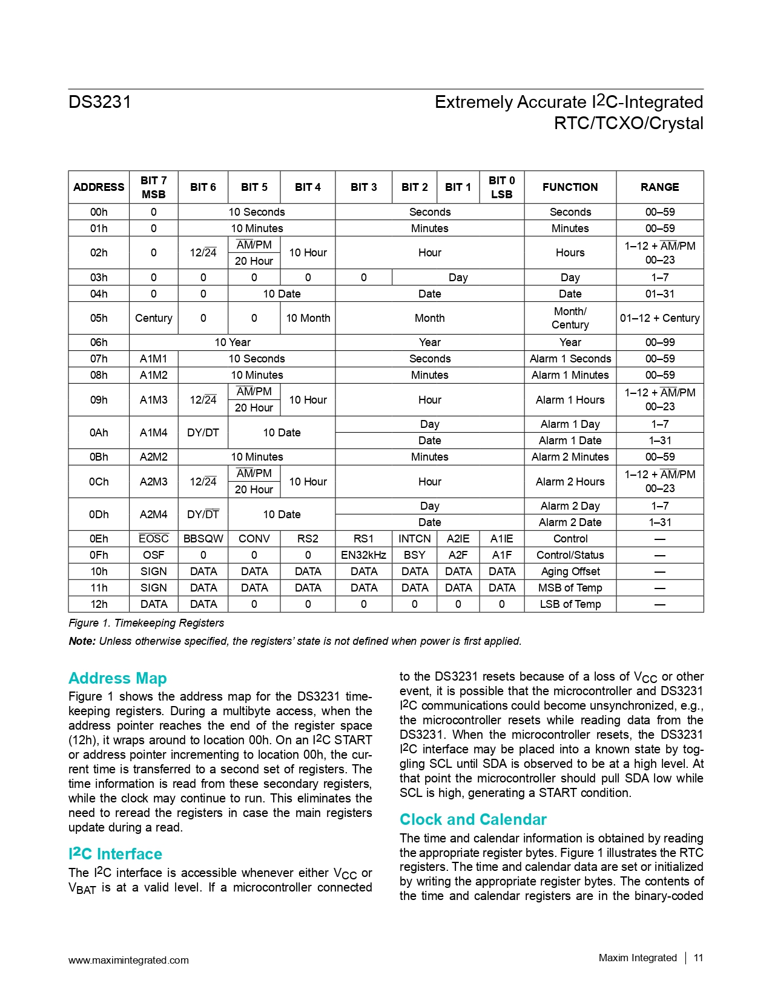 DS3231
Extremely Accurate I2C-Integrated
RTC/TCXO/Crystal
ADDRESS BIT 7 MSB BIT 6 BIT 5 BIT 4 BIT 3 BIT 2 BIT 1 BIT 0 LSB FUNCTION RANGE
00h 0 10 Seconds Seconds Seconds 00–59
01h 0 10 Minutes Minutes Minutes 00–59
02h 0 12/24 AM/PM 20 Hour 10 Hour Hour Hours 1–12 + AM/PM 00–23
03h 0 0 0 0 0 Day Day 1–7
04h 0 0 10 Date Date Date 01–31
05h Century 0 0 10 Month Month Month/ Century 01–12 + Century
06h 10 Year Year Year 00–99
07h A1M1 10 Seconds Seconds Alarm 1 Seconds 00–59
08h A1M2 10 Minutes Minutes Alarm 1 Minutes 00–59
09h A1M3 12/24 AM/PM 20 Hour 10 Hour Hour Alarm 1 Hours 1–12 + AM/PM 00–23
0Ah A1M4 DY/DT 10 Date Day Alarm 1 Day 1–7
Date Alarm 1 Date 1–31
0Bh A2M2 10 Minutes Minutes Alarm 2 Minutes 00–59
0Ch A2M3 12/24 AM/PM 20 Hour 10 Hour Hour Alarm 2 Hours 1–12 + AM/PM 00–23
0Dh A2M4 DY/DT 10 Date Day Alarm 2 Day 1–7
Date Alarm 2 Date 1–31
0Eh EOSC BBSQW CONV RS2 RS1 INTCN A2IE A1IE Control —
0Fh OSF 0 0 0 EN32kHz BSY A2F A1F Control/Status —
10h SIGN DATA DATA DATA DATA DATA DATA DATA Aging Offset —
11h SIGN DATA DATA DATA DATA DATA DATA DATA MSB of Temp —
12h DATA DATA 0 0 0 0 0 0 LSB of Temp —
Figure 1. Timekeeping Registers
Note: Unless otherwise specified, the registers’ state is not defined when power is first applied.
Address Map
Figure 1 shows the address map for the DS3231 time-
keeping registers. During a multibyte access, when the
address pointer reaches the end of the register space
(12h), it wraps around to location 00h. On an I2C START
or address pointer incrementing to location 00h, the cur-
rent time is transferred to a second set of registers. The
time information is read from these secondary registers,
while the clock may continue to run. This eliminates the
need to reread the registers in case the main registers
update during a read.
I2C Interface
The I2C interface is accessible whenever either VCC or
VBAT is at a valid level. If a microcontroller connected
to the DS3231 resets because of a loss of VCC or other
event, it is possible that the microcontroller and DS3231
I2C communications could become unsynchronized, e.g.,
the microcontroller resets while reading data from the
DS3231. When the microcontroller resets, the DS3231
I2C interface may be placed into a known state by tog-
gling SCL until SDA is observed to be at a high level. At
that point the microcontroller should pull SDA low while
SCL is high, generating a START condition.
Clock and Calendar
The time and calendar information is obtained by reading
the appropriate register bytes. Figure 1 illustrates the RTC
registers. The time and calendar data are set or initialized
by writing the appropriate register bytes. The contents of
the time and calendar registers are in the binary-coded
www.maximintegrated.com
Maxim Integrated | 11